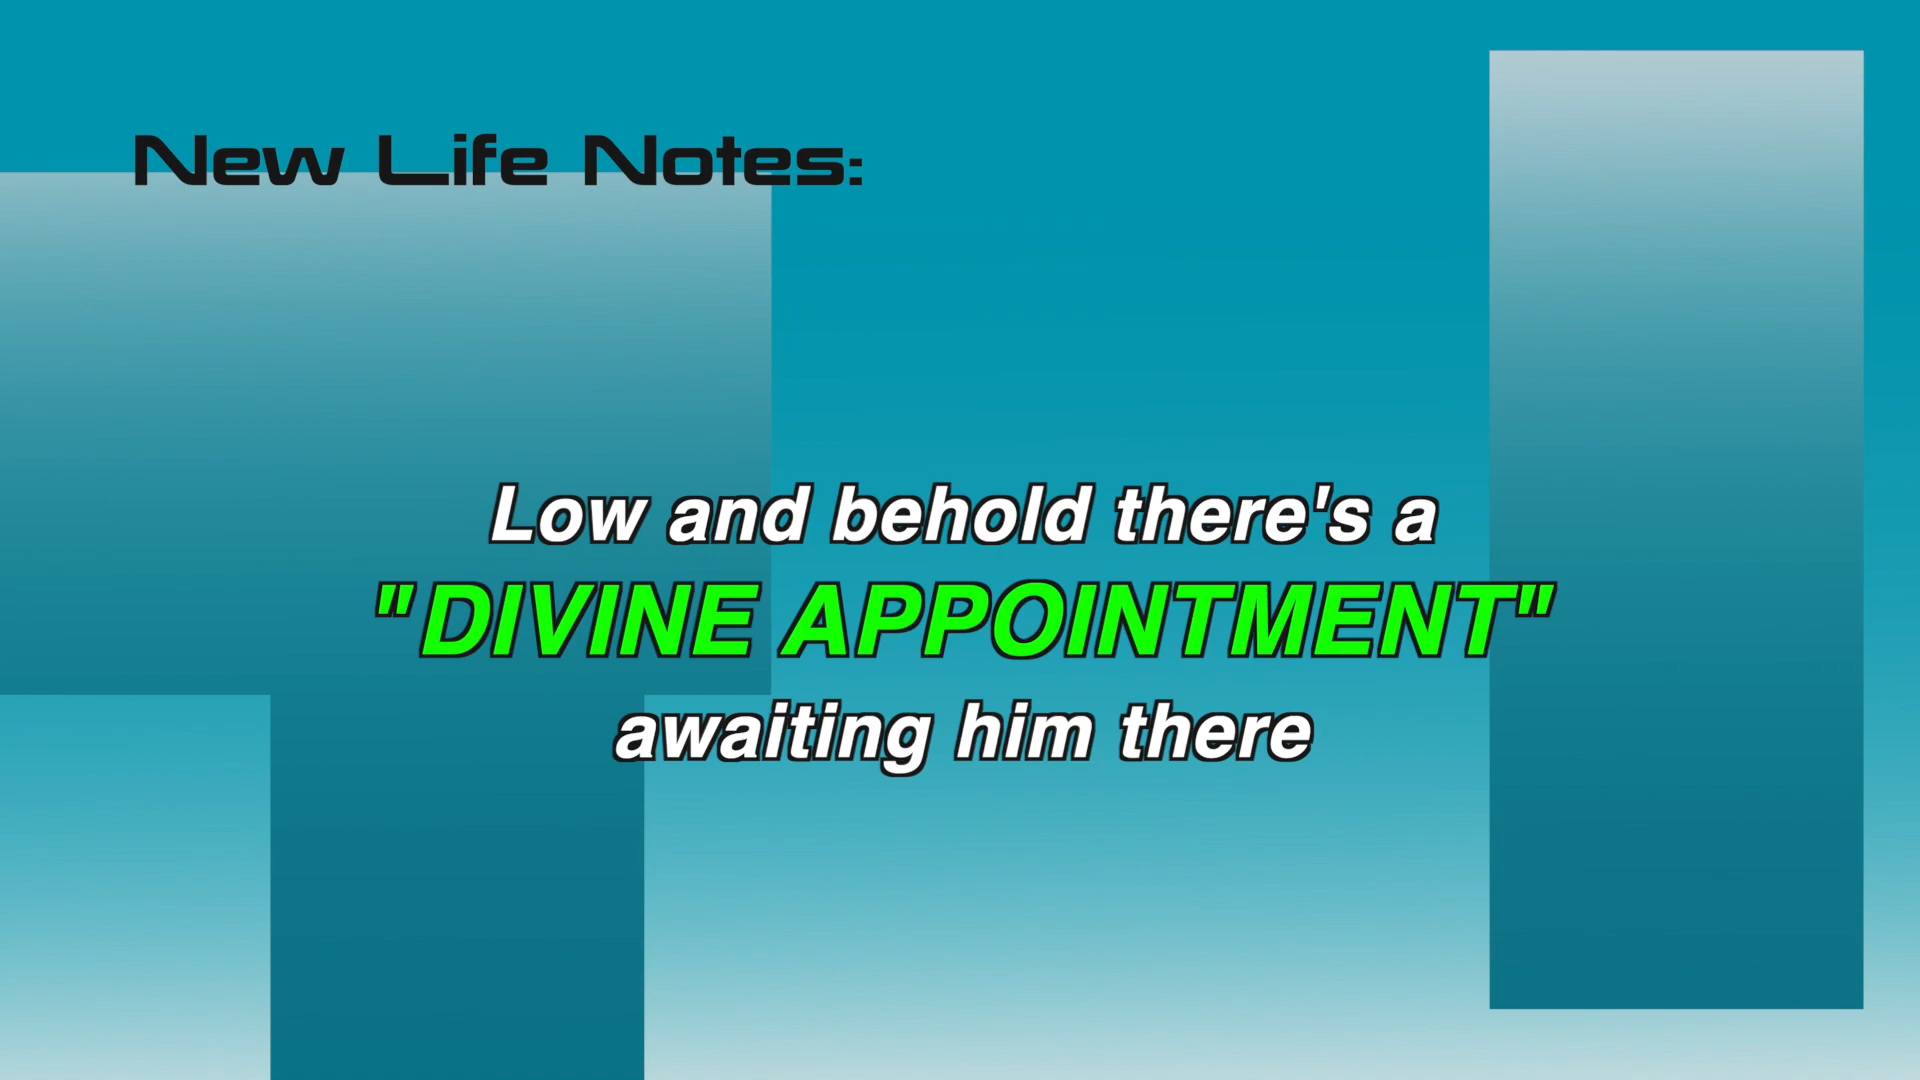 New Life Notes:
Low and behold there's a
"DIVINE APPOINTMENT"
awaiting him there